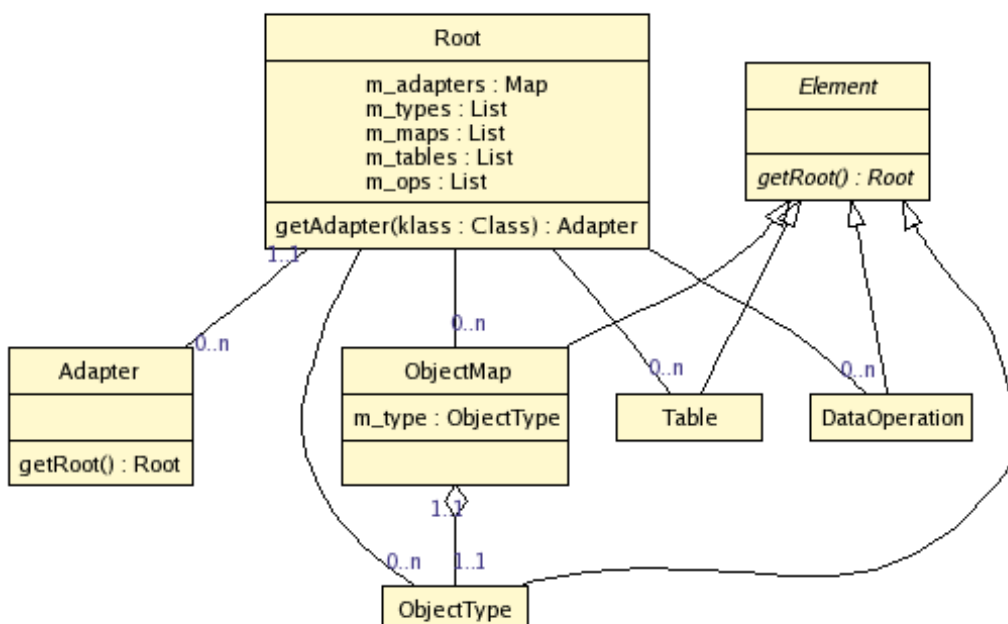 Root
m_adapters : Map
m_types : List
m_maps : List
m_tables : List
m_ops : List
getAdapter(klass : Class) : Adapter
Element
getRoot() : Root
1..1
0..n
0..n
0..n
0..n
Adapter
getRoot() : Root
ObjectMap
m_type : ObjectType
Table
DataOperation
1..1
0..n
1..1
ObjectType